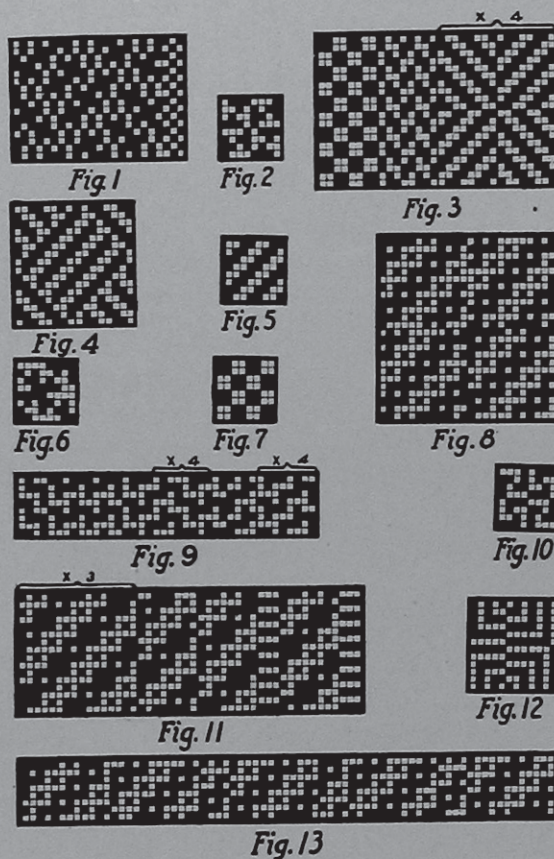 x 4
Fig. 1
Fig. 2
Fig. 3
Fig. 4
Fig. 5
Fig. 6
Fig. 7
Fig. 8
x 4 x 4
Fig. 9
Fig. 10
x 3
Fig. 11
Fig. 12
Fig. 13